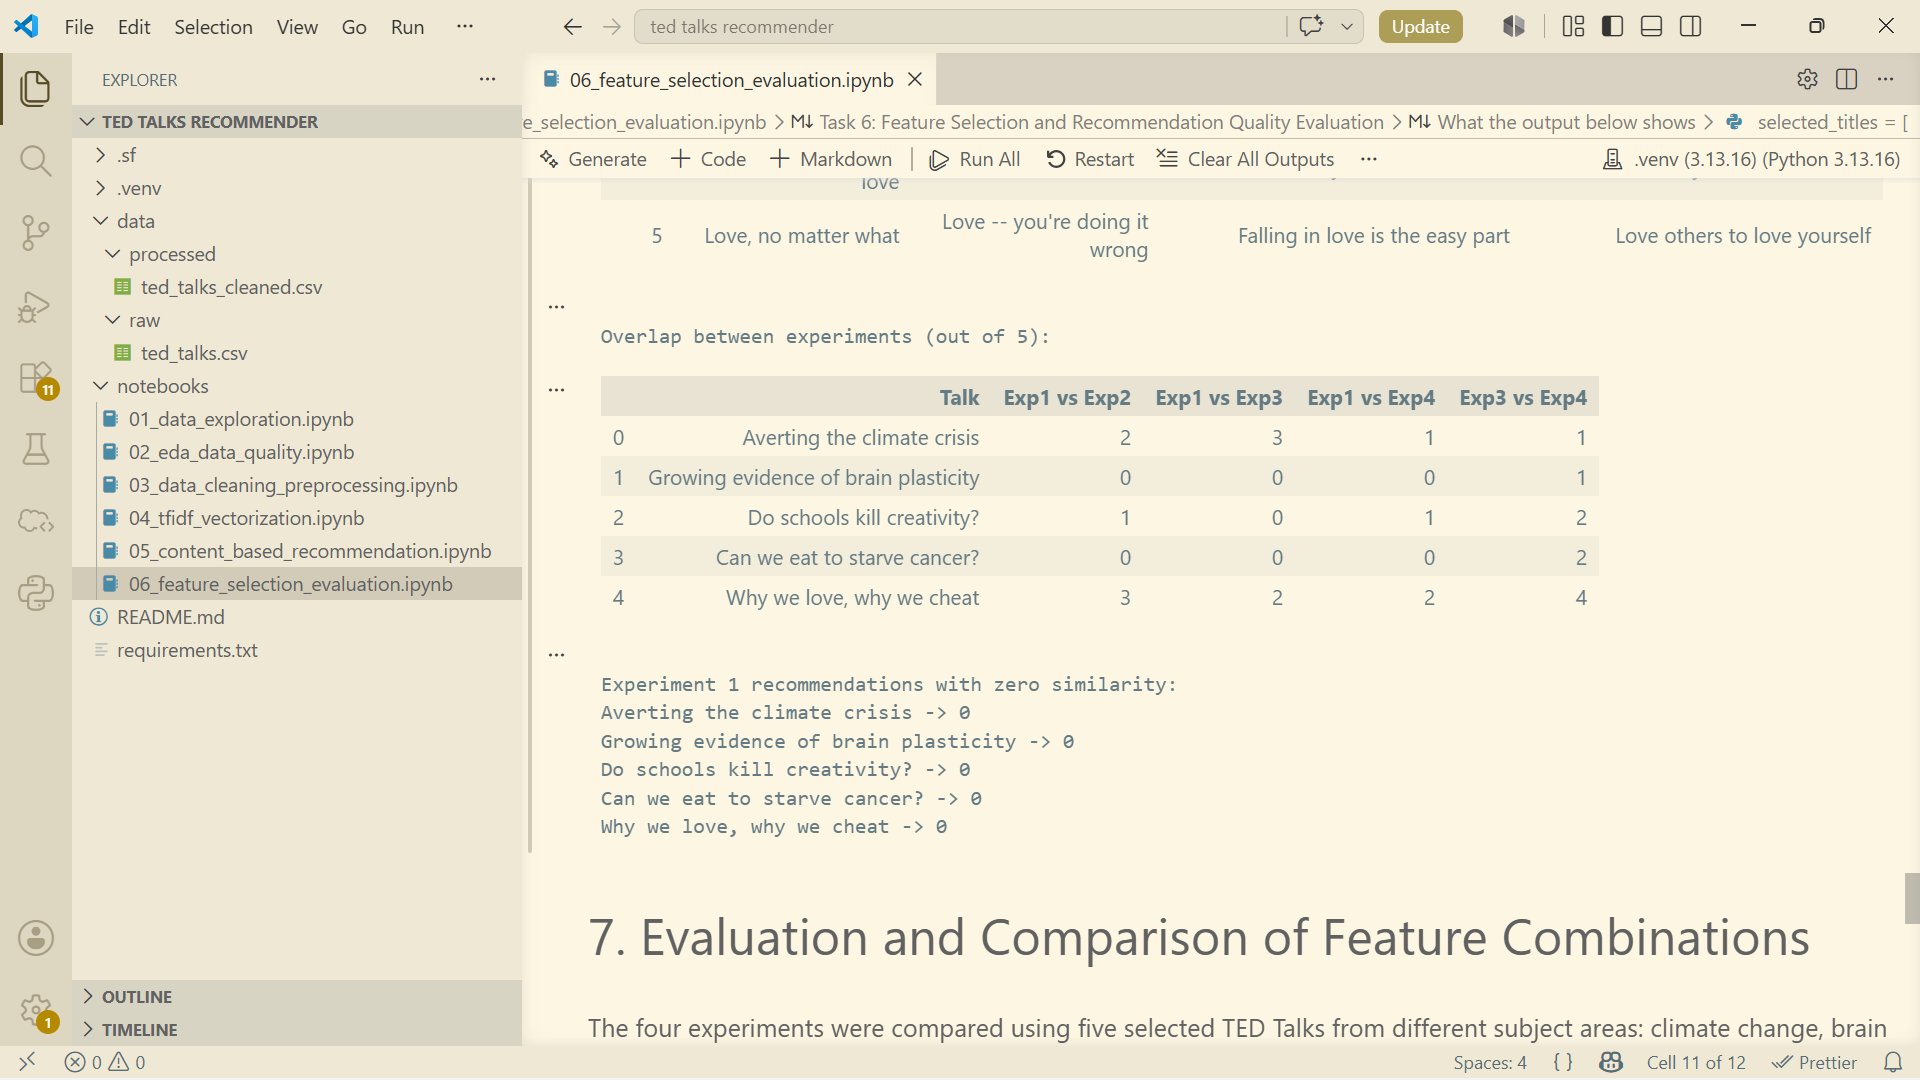 File Edit Selection View Go Run ···
ted talks recommender
Update
EXPLORER
TED TALKS RECOMMENDER
.sf
.venv
data
processed
ted_talks_cleaned.csv
raw
ted_talks.csv
notebooks
01_data_exploration.ipynb
02_eda_data_quality.ipynb
03_data_cleaning_preprocessing.ipynb
04_tfidf_vectorization.ipynb
05_content_based_recommendation.ipynb
06_feature_selection_evaluation.ipynb
README.md
requirements.txt
OUTLINE
TIMELINE
11
1
06_feature_selection_evaluation.ipynb
e_selection_evaluation.ipynb > M↓ Task 6: Feature Selection and Recommendation Quality Evaluation > M↓ What the output below shows > selected_titles = [
Generate + Code + Markdown | Run All Restart Clear All Outputs ··· .venv (3.13.16) (Python 3.13.16)
love
5 Love, no matter what Love -- you're doing it wrong Falling in love is the easy part Love others to love yourself
...
Overlap between experiments (out of 5):
...
Talk Exp1 vs Exp2 Exp1 vs Exp3 Exp1 vs Exp4 Exp3 vs Exp4
0 Averting the climate crisis 2 3 1 1
1 Growing evidence of brain plasticity 0 0 0 1
2 Do schools kill creativity? 1 0 1 2
3 Can we eat to starve cancer? 0 0 0 2
4 Why we love, why we cheat 3 2 2 4
...
Experiment 1 recommendations with zero similarity:
Averting the climate crisis -> 0
Growing evidence of brain plasticity -> 0
Do schools kill creativity? -> 0
Can we eat to starve cancer? -> 0
Why we love, why we cheat -> 0
7. Evaluation and Comparison of Feature Combinations
The four experiments were compared using five selected TED Talks from different subject areas: climate change, brain
0 0
Spaces: 4 { } Cell 11 of 12 Prettier